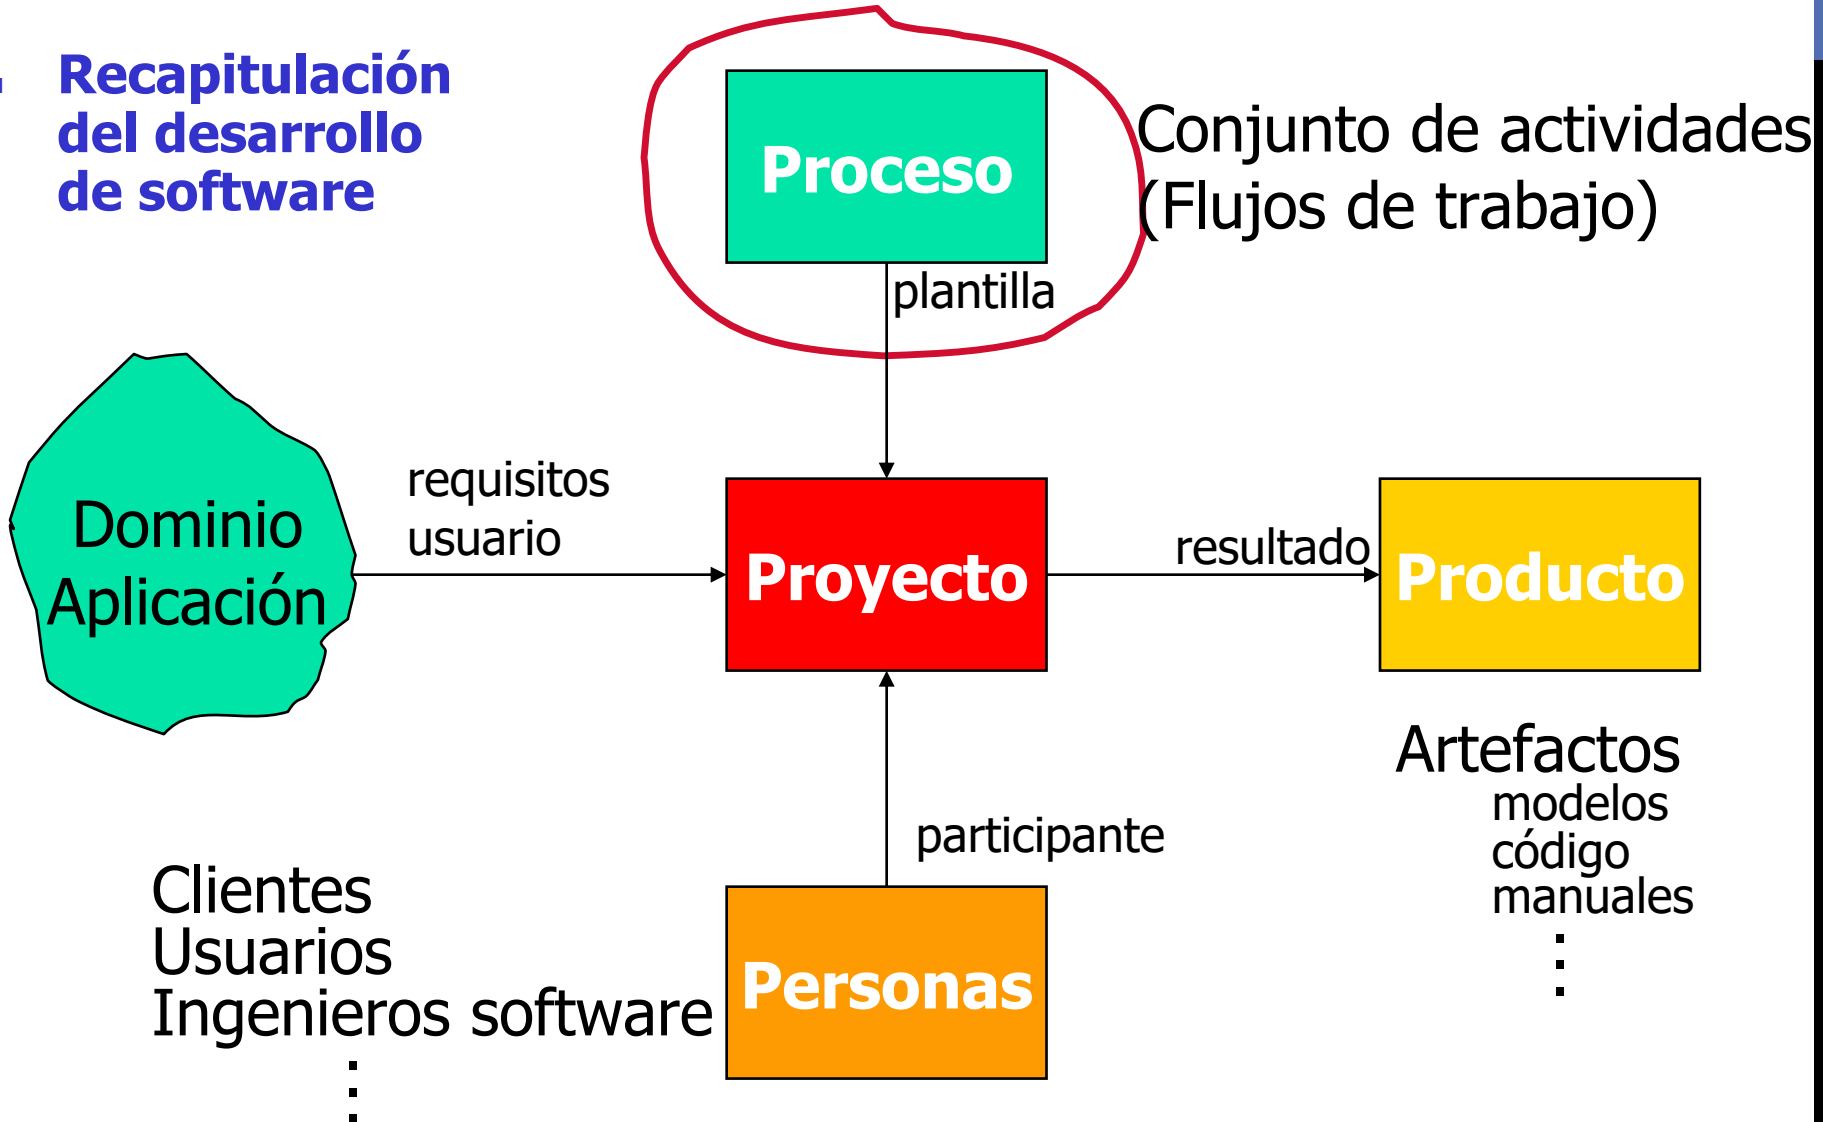 Recapitulación
del desarrollo
de software
Proceso
Conjunto de actividades
(Flujos de trabajo)
plantilla
Dominio
Aplicación
requisitos
usuario
Proyecto
resultado
Producto
Artefactos
modelos
código
manuales
participante
Clientes
Usuarios
Ingenieros software
Personas